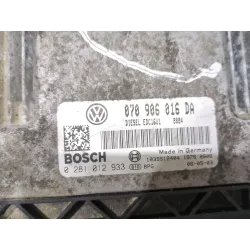 070 906 016 DA
DIESEL EDC16U1
Made in Germany
BOSCH
0 281 012 933